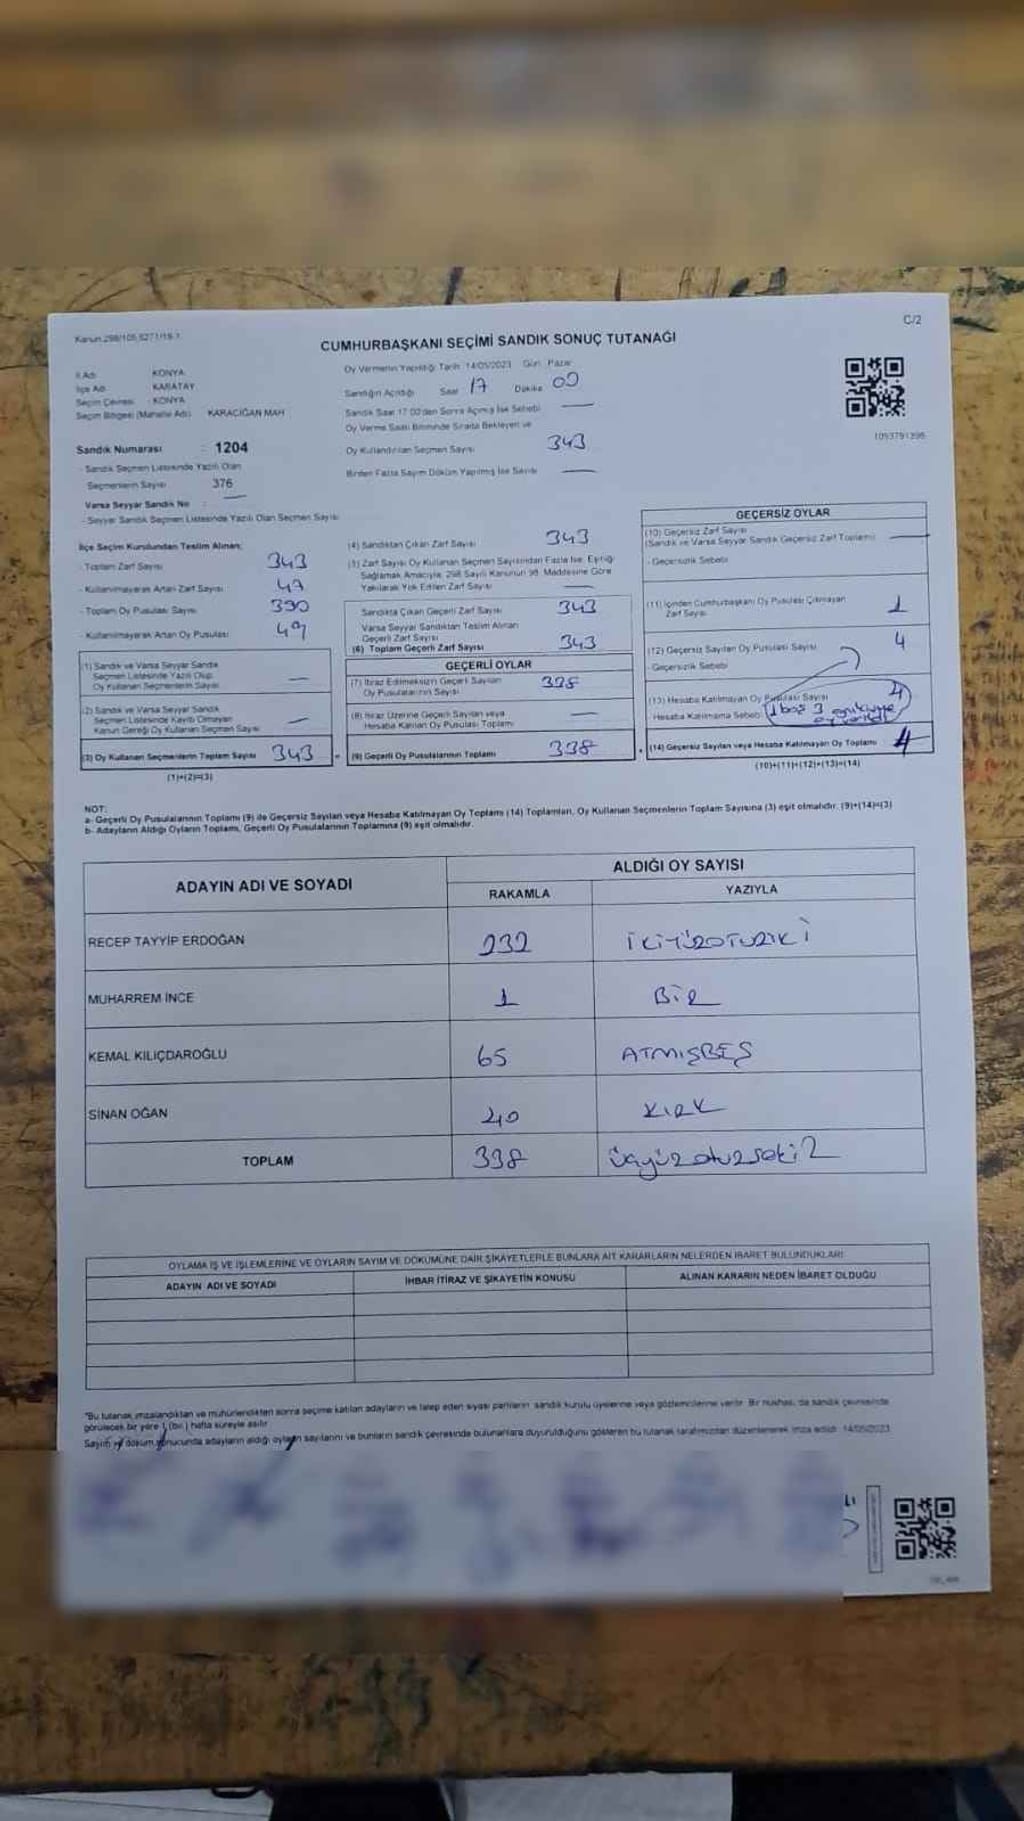 Kanun:298/105,6271/19-1
C/2
CUMHURBAŞKANI SEÇİMİ SANDIK SONUÇ TUTANAĞI
İl Adı : KONYA
İlçe Adı : KARATAY
Seçim Çevresi : KONYA
Seçim Bölgesi (Mahalle Adı) : KARACIĞAN MAH
Sandık Numarası : 1204
- Sandık Seçmen Listesinde Yazılı Olan
Seçmenlerin Sayısı 376
Varsa Seyyar Sandık No : —
- Seyyar Sandık Seçmen Listesinde Yazılı Olan Seçmen Sayısı
Oy Vermenin Yapıldığı Tarih: 14/05/2023 Gün: Pazar
Sandığın Açıldığı Saat 17 Dakika 00
Sandık Saat 17:00'den Sonra Açılmış İse Sebebi —
Oy Verme Saati Bitiminde Sırada Bekleyen ve
Oy Kullandırılan Seçmen Sayısı 343
Birden Fazla Sayım Döküm Yapılmış İse Sayısı —
1093791398
İlçe Seçim Kurulundan Teslim Alınan;
- Toplam Zarf Sayısı 343
- Kullanılmayarak Artan Zarf Sayısı 47
- Toplam Oy Pusulası Sayısı 390
- Kullanılmayarak Artan Oy Pusulası
(1) Sandık ve Varsa Seyyar Sandık
Seçmen Listesinde Yazılı Olup
Oy Kullanan Seçmenlerin Sayısı —
(2) Sandık ve Varsa Seyyar Sandık
Seçmen Listesinde Kayıtlı Olmayan
Kanun Gereği Oy Kullanan Seçmen Sayısı —
(3) Oy Kullanan Seçmenlerin Toplam Sayısı 343 =
(1)+(2)=(3)
(4) Sandıktan Çıkan Zarf Sayısı 343
(5) Zarf Sayısı Oy Kullanan Seçmen Sayısından Fazla İse; Eşitliği
Sağlamak Amacıyla, 298 Sayılı Kanunun 98. Maddesine Göre
Yakılarak Yok Edilen Zarf Sayısı —
Sandıkta Çıkan Geçerli Zarf Sayısı 343
Varsa Seyyar Sandıktan Teslim Alınan
Geçerli Zarf Sayısı
(6) Toplam Geçerli Zarf Sayısı 343
GEÇERLİ OYLAR
(7) İtiraz Edilmeksizin Geçerli Sayılan
Oy Pusulalarının Sayısı 338
(8) İtiraz Üzerine Geçerli Sayılan veya
Hesaba Katılan Oy Pusulası Toplamı —
(9) Geçerli Oy Pusulalarının Toplamı 338 +
GEÇERSİZ OYLAR
(10) Geçersiz Zarf Sayısı
(Sandık ve Varsa Seyyar Sandık Geçersiz Zarf Toplamı) —
- Geçersizlik Sebebi
(11) İçinden Cumhurbaşkanı Oy Pusulası Çıkmayan
Zarf Sayısı 1
(12) Geçersiz Sayılan Oy Pusulası Sayısı 4
- Geçersizlik Sebebi
(13) Hesaba Katılmayan Oy Pusulası Sayısı 4
Hesaba Katılmama Sebebi 1 boş 3
(14) Geçersiz Sayılan veya Hesaba Katılmayan Oy Toplamı 4
(10)+(11)+(12)+(13)=(14)
NOT:
a- Geçerli Oy Pusulalarının Toplamı (9) ile Geçersiz Sayılan veya Hesaba Katılmayan Oy Toplamı (14) Toplamları, Oy Kullanan Seçmenlerin Toplam Sayısına (3) eşit olmalıdır. (9)+(14)=(3)
b- Adayların Aldığı Oyların Toplamı, Geçerli Oy Pusulalarının Toplamına (9) eşit olmalıdır.
ADAYIN ADI VE SOYADI
ALDIĞI OY SAYISI
RAKAMLA YAZIYLA
RECEP TAYYİP ERDOĞAN 232 İKİYÜZOTUZİKİ
MUHARREM İNCE 1 BİR
KEMAL KILIÇDAROĞLU 65 ATMIŞBEŞ
SİNAN OĞAN 40 KIRK
TOPLAM 338 üçyüzotuzsekiz
OYLAMA İŞ VE İŞLEMLERİNE VE OYLARIN SAYIM VE DÖKÜMÜNE DAİR ŞİKAYETLERLE BUNLARA AİT KARARLARIN NELERDEN İBARET BULUNDUKLARI
ADAYIN ADI VE SOYADI İHBAR İTİRAZ VE ŞİKAYETİN KONUSU ALINAN KARARIN NEDEN İBARET OLDUĞU
"Bu tutanak, imzalandıktan ve mühürlendikten sonra seçime katılan adayların ve talep eden siyasi partilerin sandık kurulu üyelerine veya gözlemcilerine verilir. Bir nüshası, da sandık çevresinde
görülecek bir yere 1 (bir) hafta süreyle asılır.
Sayım ve döküm sonucunda adayların aldığı oyların sayılarını ve bunların sandık çevresinde bulunanlara duyurulduğunu gösteren bu tutanak tarafımızdan düzenlenerek imza edildi. 14/05/2023